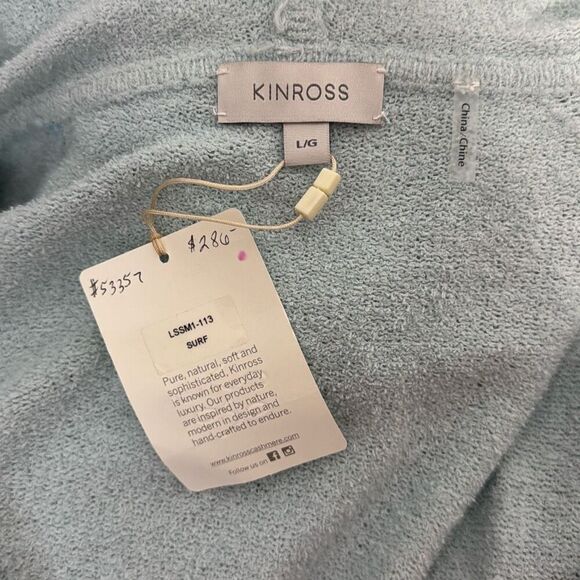 KINROSS
L/G
China/Chine
$286-
#53357
LSSM1-113
SURF
Pure, natural, soft and
sophisticated, Kinross
is known for everyday
luxury. Our products
are inspired by nature,
modern in design and
hand-crafted to endure.
www.kinrosscashmere.com
Follow us on